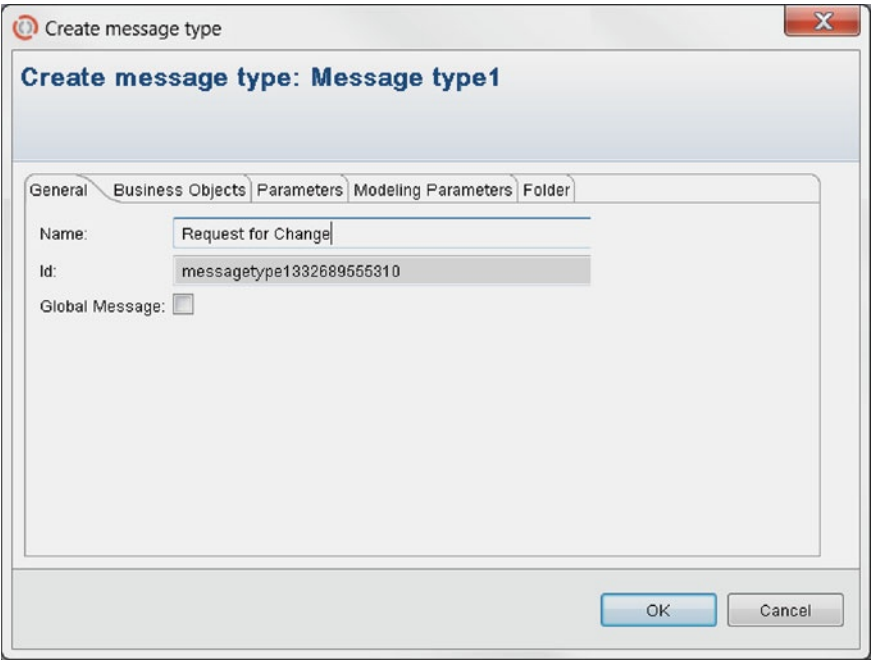 Create message type
Create message type: Message type1
General Business Objects Parameters Modeling Parameters Folder
Name: Request for Change
Id: messagetype1332689555310
Global Message:
OK Cancel